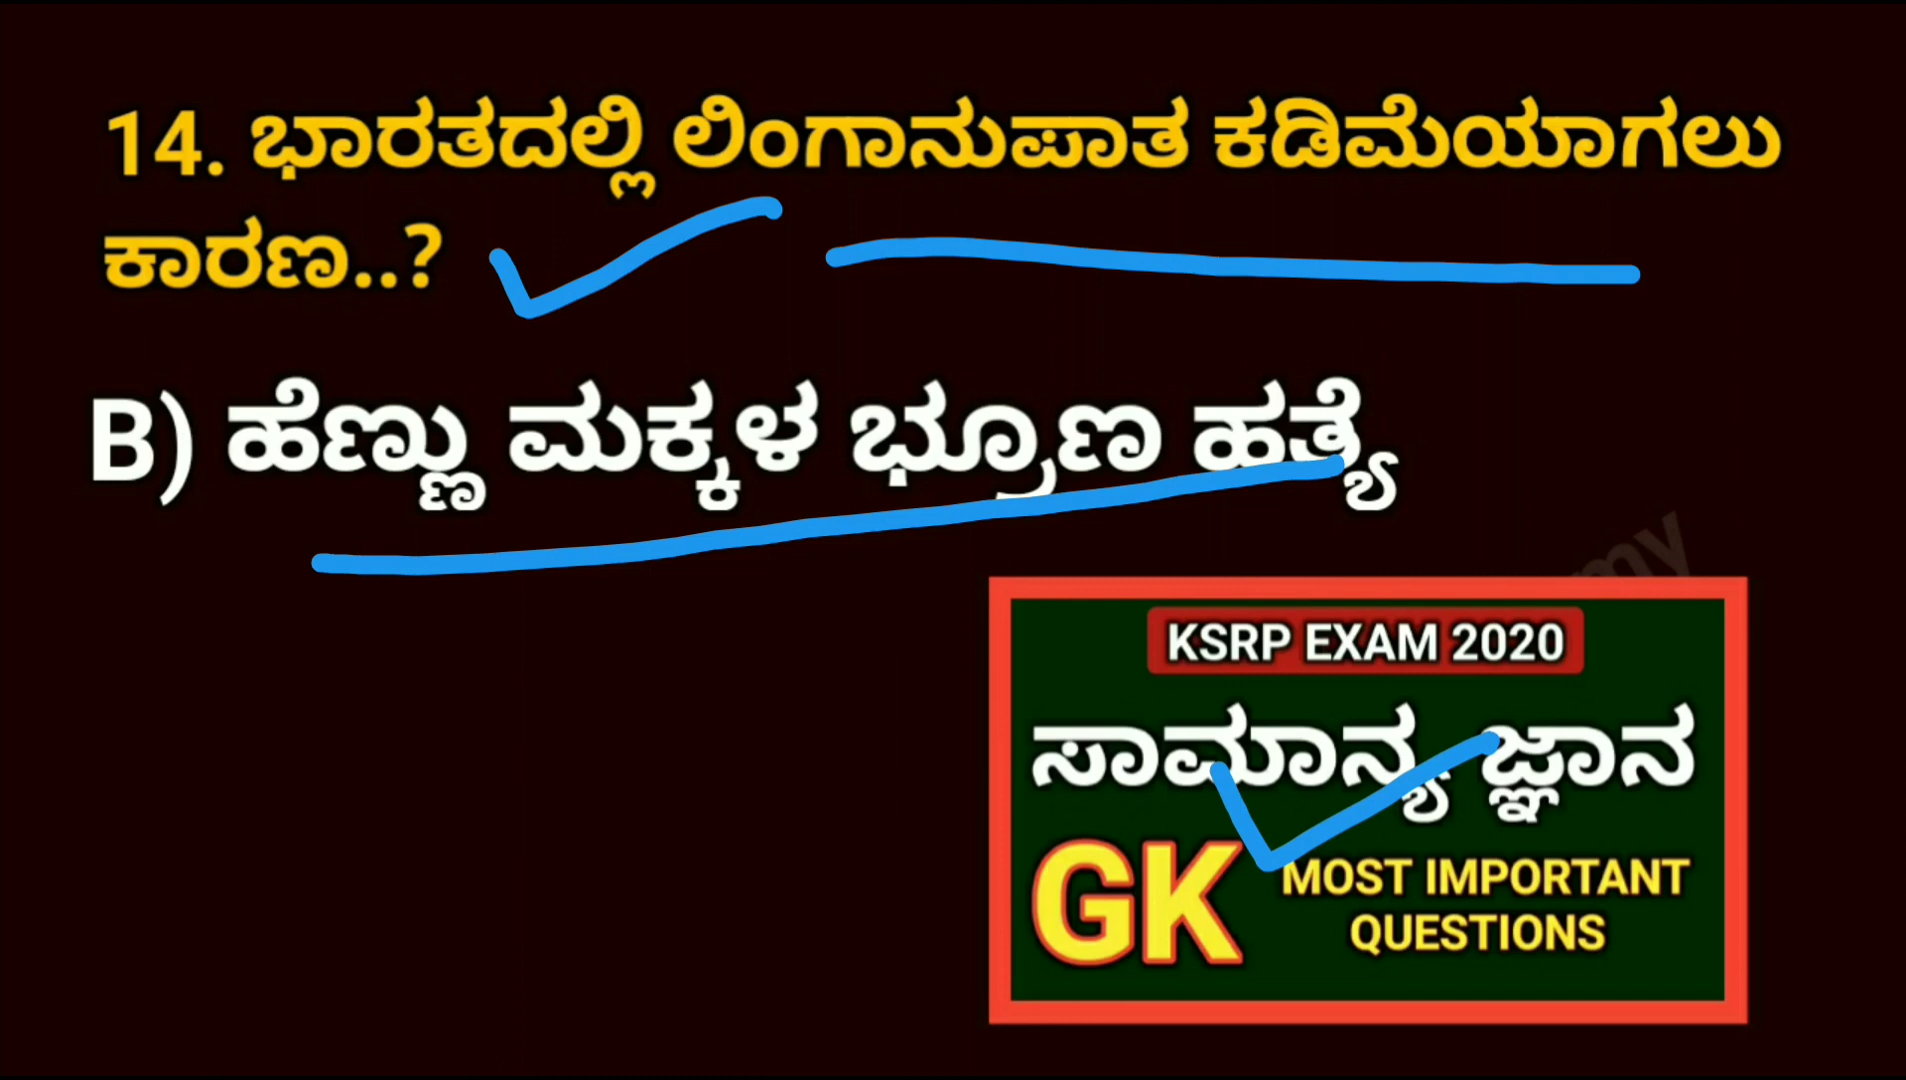 14. ಭಾರತದಲ್ಲಿ ಲಿಂಗಾನುಪಾತ ಕಡಿಮೆಯಾಗಲು
ಕಾರಣ..?
B) ಹೆಣ್ಣು ಮಕ್ಕಳ ಭ್ರೂಣ ಹತ್ಯೆ
KSRP EXAM 2020
ಸಾಮಾನ್ಯ ಜ್ಞಾನ
GK MOST IMPORTANT
QUESTIONS